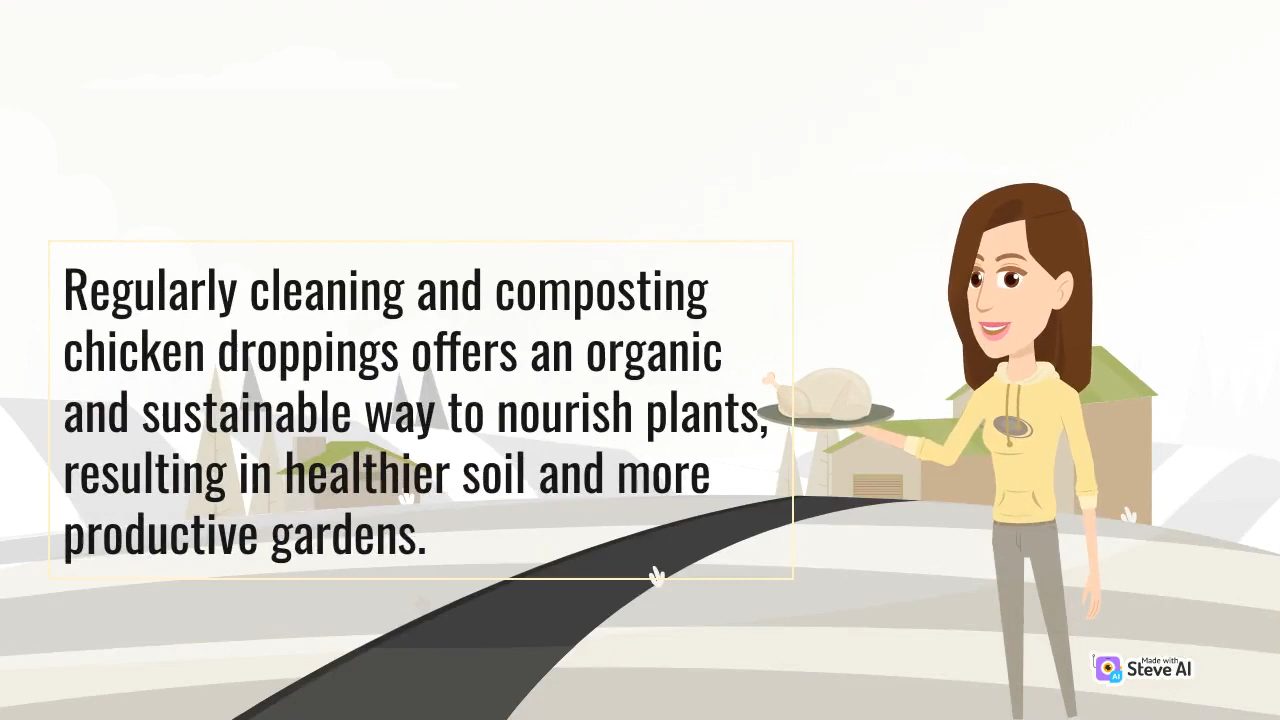 Regularly cleaning and composting
chicken droppings offers an organic
and sustainable way to nourish plants,
resulting in healthier soil and more
productive gardens.
Made with
Steve AI
AI